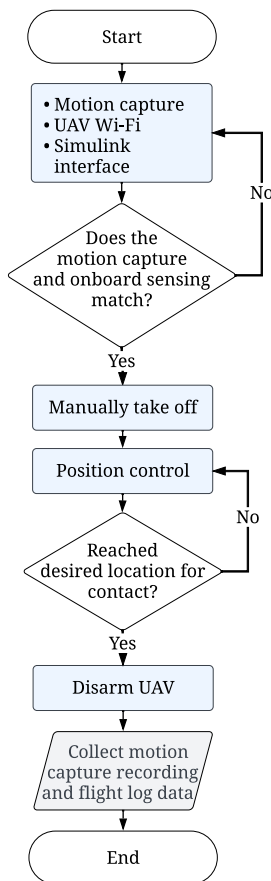 Start
• Motion capture
• UAV Wi-Fi
• Simulink
interface
No
Does the
motion capture
and onboard sensing
match?
Yes
Manually take off
Position control
No
Reached
desired location for
contact?
Yes
Disarm UAV
Collect motion
capture recording
and flight log data
End